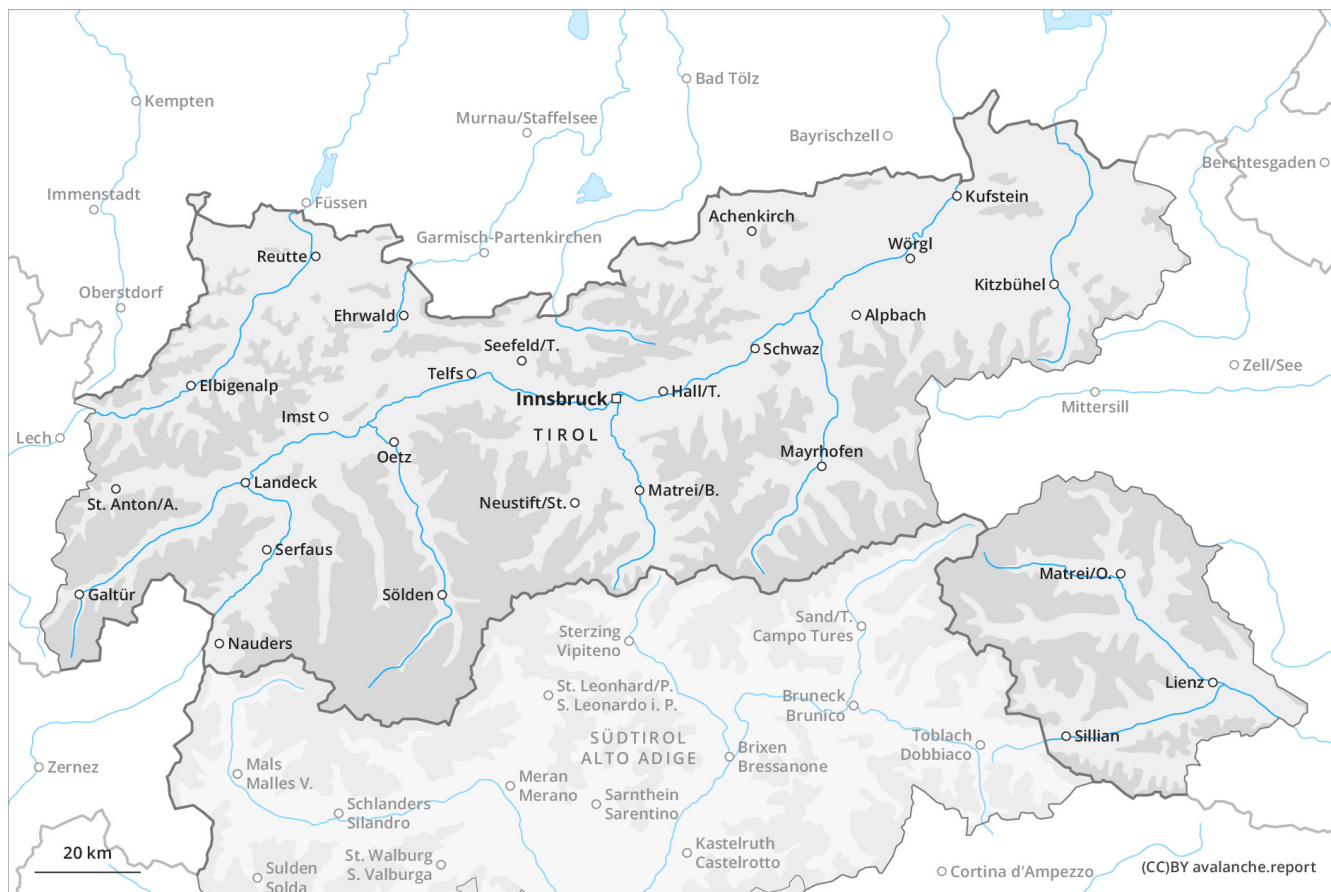 Kempten
Bad Tölz
Murnau/Staffelsee
Bayrischzell
Berchtesgaden
Immenstadt
Füssen
Kufstein
Achenkirch
Garmisch-Partenkirchen
Wörgl
Reutte
Oberstdorf
Kitzbühel
Ehrwald
Alpbach
Seefeld/T.
Schwaz
Zell/See
Telfs
Elbigenalp
Hall/T.
Innsbruck
Mittersill
Imst
TIROL
Lech
Oetz
Mayrhofen
Landeck
Matrei/B.
St. Anton/A.
Neustift/St.
Serfaus
Matrei/O.
Galtür
Sölden
Sand/T.
Campo Tures
Sterzing
Vipiteno
Nauders
Lienz
St. Leonhard/P.
S. Leonardo i. P.
Bruneck
Brunico
Toblach
Dobbiaco
Sillian
SÜDTIROL
ALTO ADIGE
Brixen
Bressanone
Zernez
Mals
Malles V.
Meran
Merano
Sarnthein
Sarentino
Schlanders
Silandro
Kastelruth
Castelrotto
20 km
St. Walburg
S. Valburga
Sulden
Solda
Cortina d'Ampezzo
(CC)BY avalanche.report